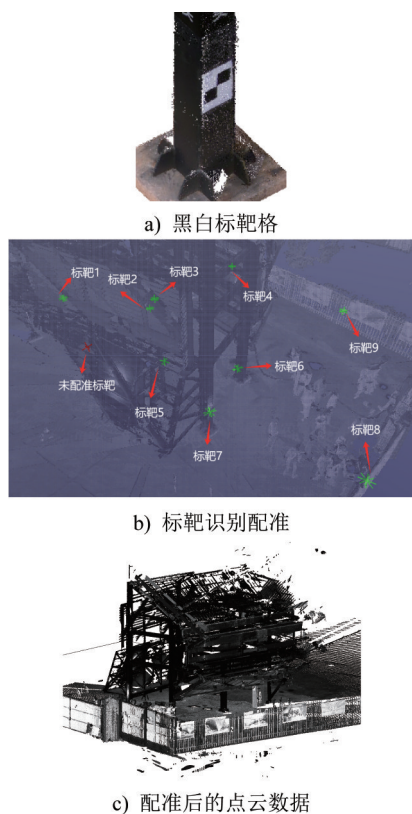 a) 黑白标靶格
标靶1
标靶2
标靶3
标靶4
标靶9
未配准标靶
标靶5
标靶6
标靶7
标靶8
b) 标靶识别配准
c) 配准后的点云数据